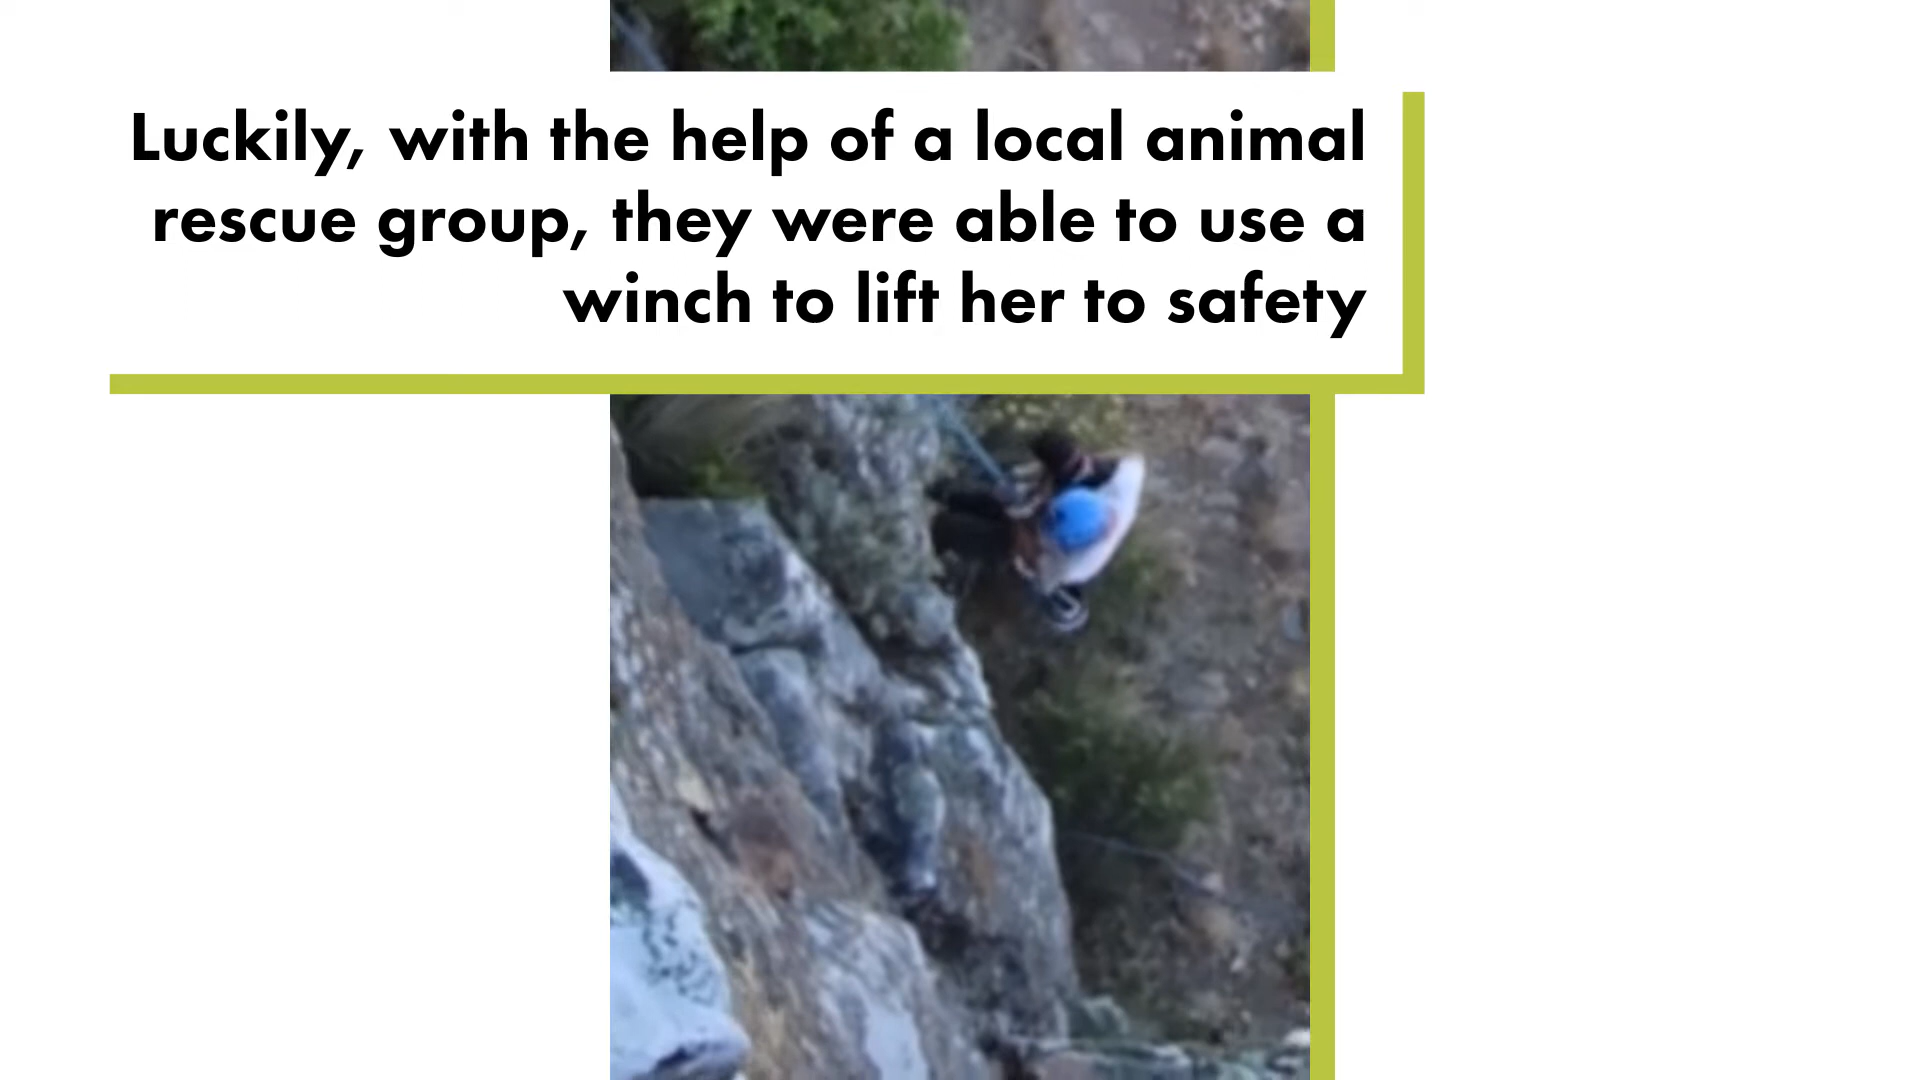 Luckily, with the help of a local animal
rescue group, they were able to use a
winch to lift her to safety